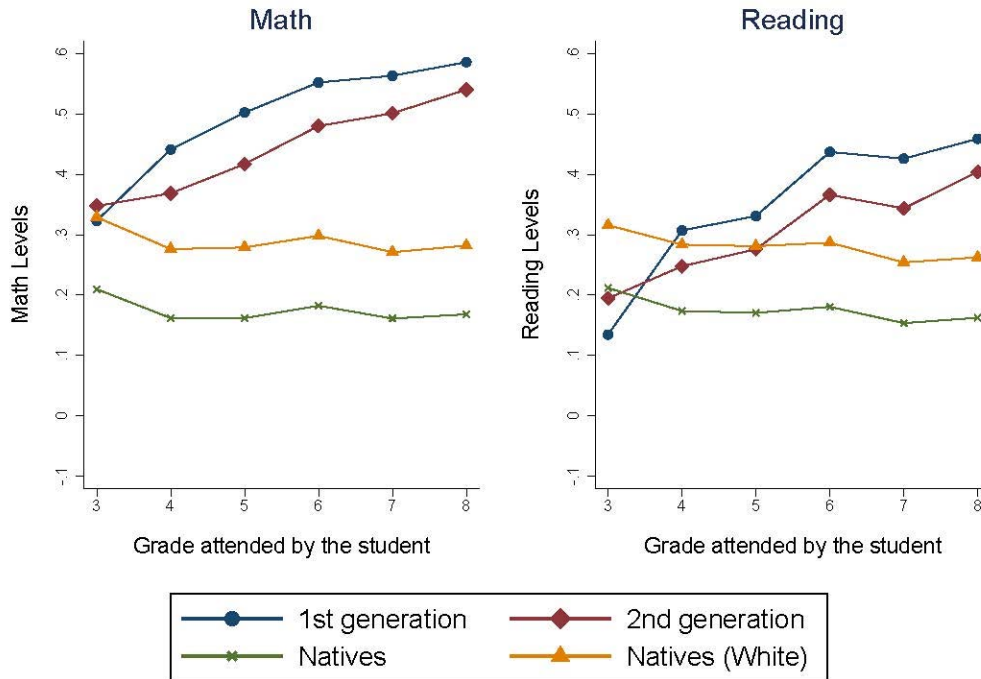 Math
Reading
Math Levels
.6
.5
.4
.3
.2
.1
0
-.1
3 4 5 6 7 8
Grade attended by the student
Reading Levels
.6
.5
.4
.3
.2
.1
0
-.1
3 4 5 6 7 8
Grade attended by the student
1st generation
2nd generation
Natives
Natives (White)